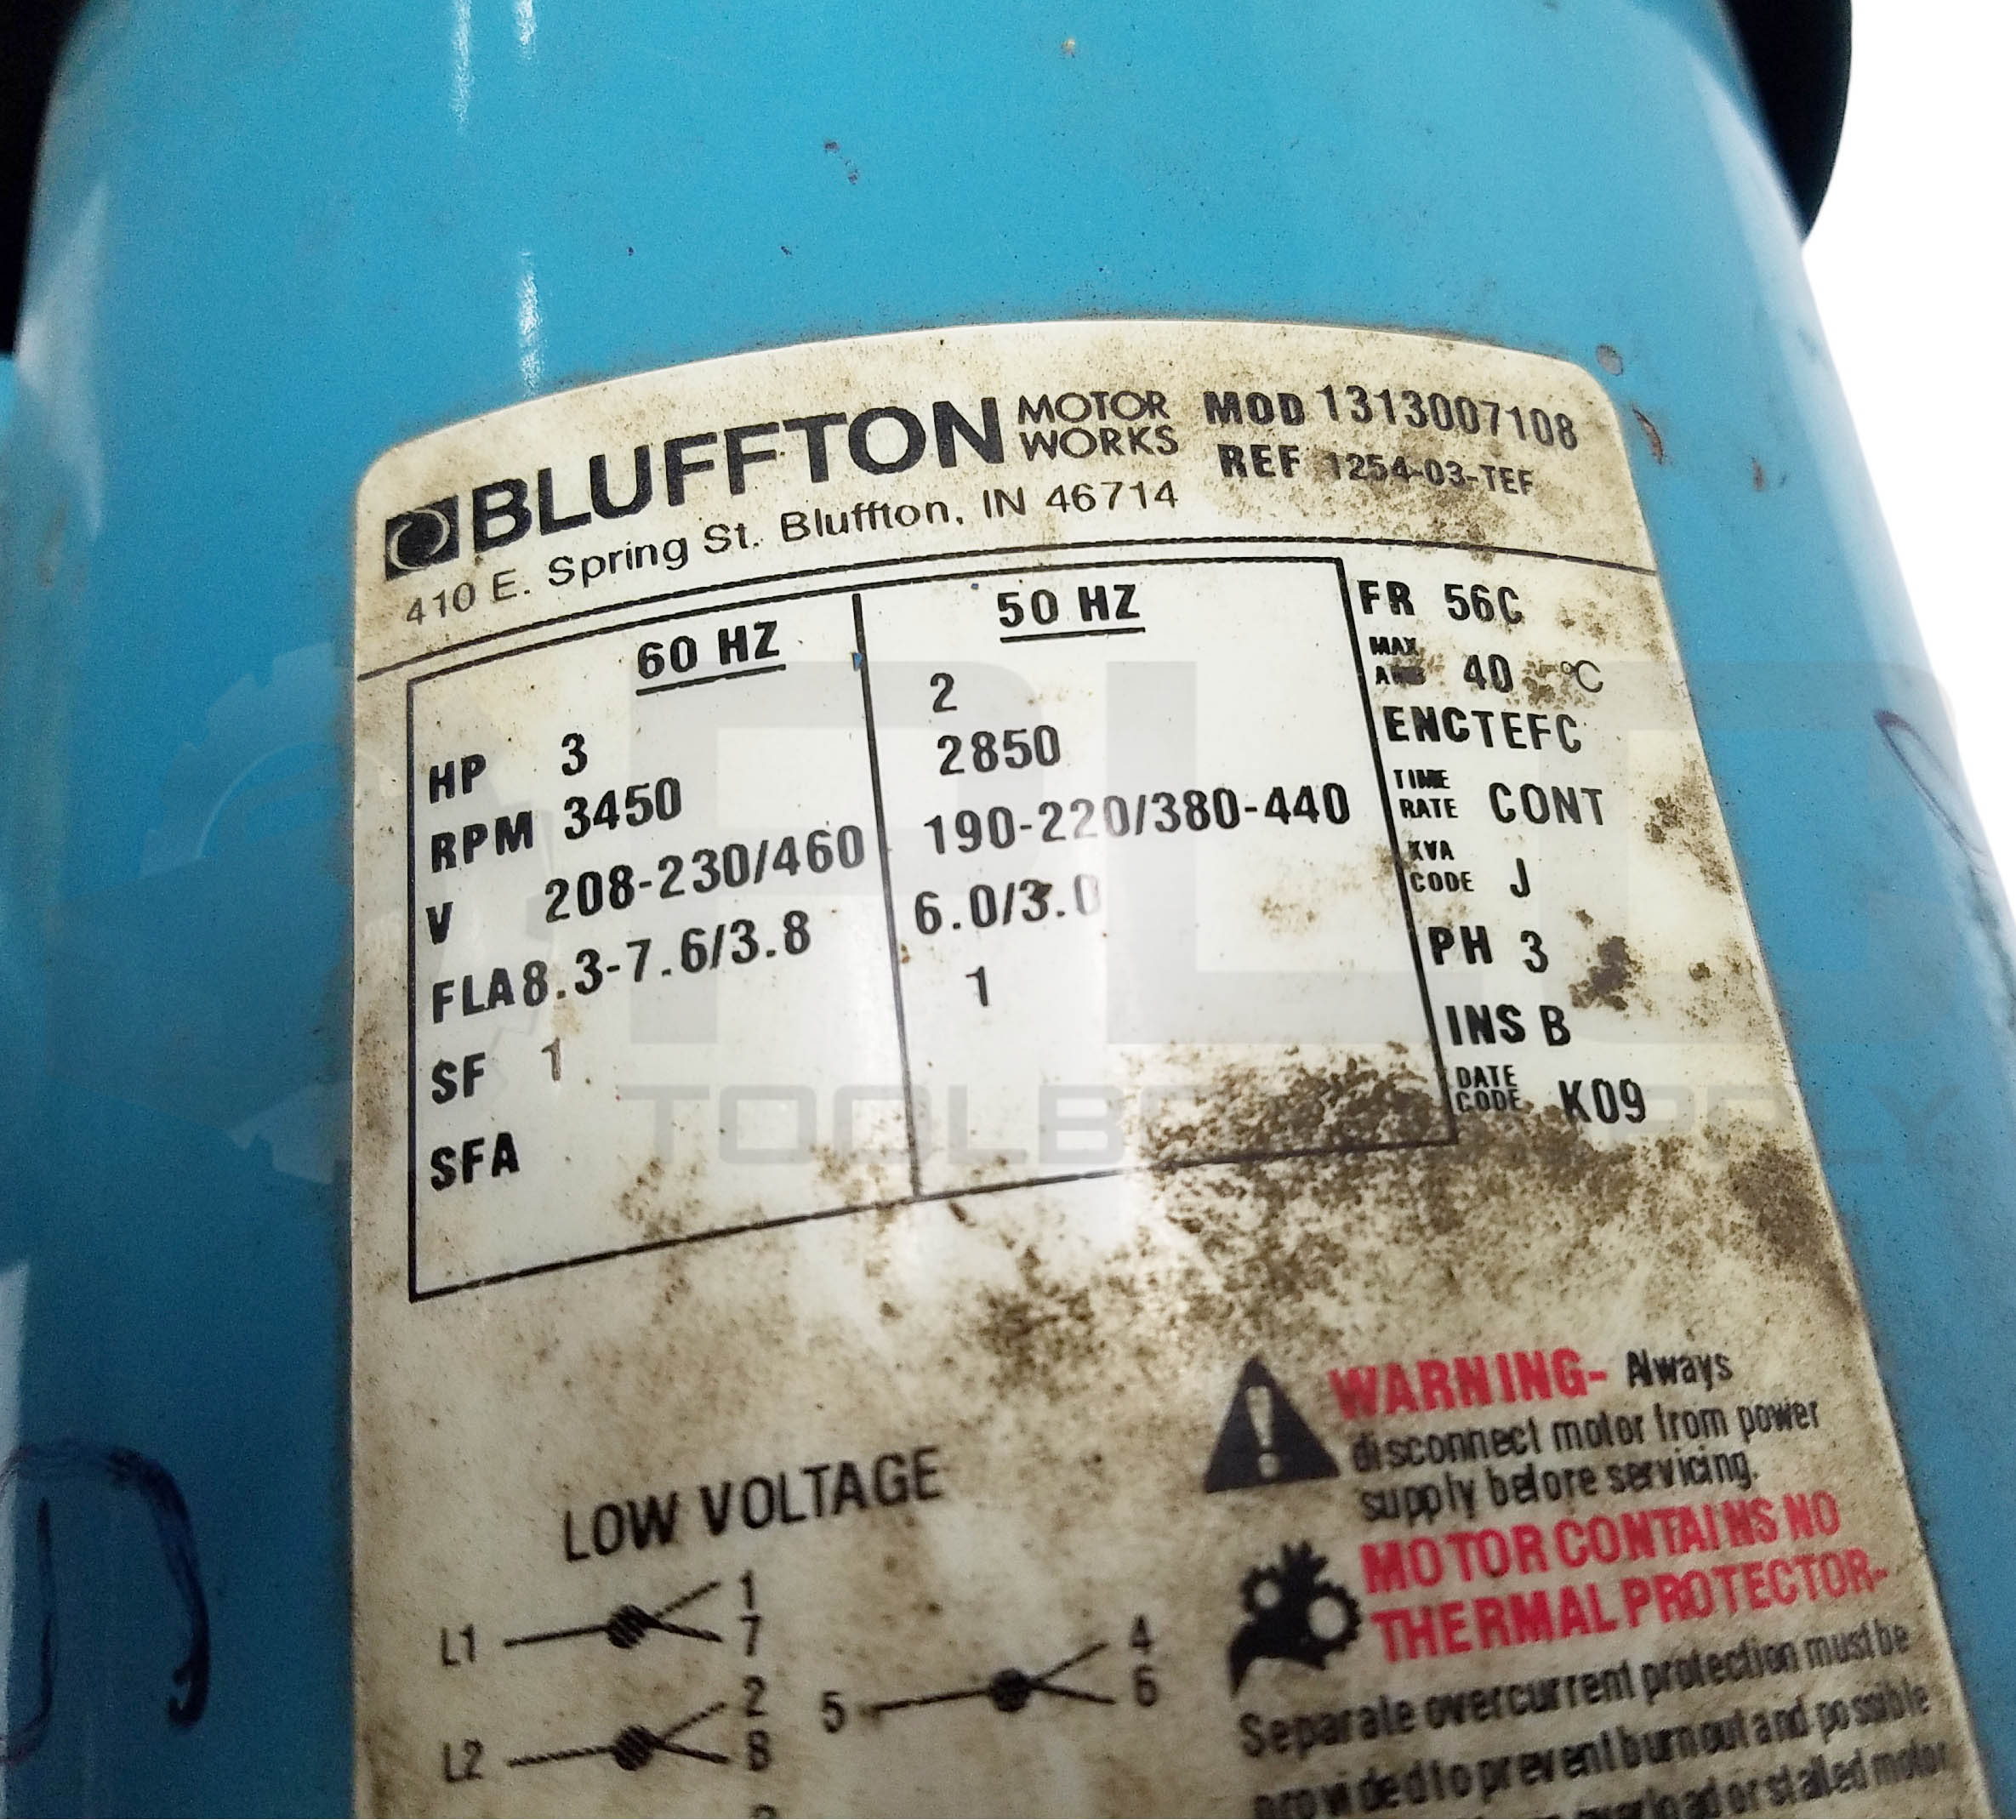 BLUFFTON MOTOR WORKS MOD 1313007108
410 E. Spring St. Bluffton, IN 46714 REF 1254-03-TEF
60 HZ 50 HZ
HP 3 2
RPM 3450 2850
V 208-230/460 190-220/380-440
FLA 8.3-7.6/3.8 6.0/3.0
SF 1 1
SFA
FR 56C
MAX AMB 40 °C
ENC TEFC
TIME RATE CONT
KVA CODE J
PH 3
INS B
DATE CODE K09
WARNING- Always
disconnect motor from power
supply before servicing.
MOTOR CONTAINS NO
THERMAL PROTECTOR-
Separate overcurrent protection must be
provided to prevent burnout and possible
overload or stalled motor
LOW VOLTAGE
L1 1
7
L2 2
8
5 4
6
PLC